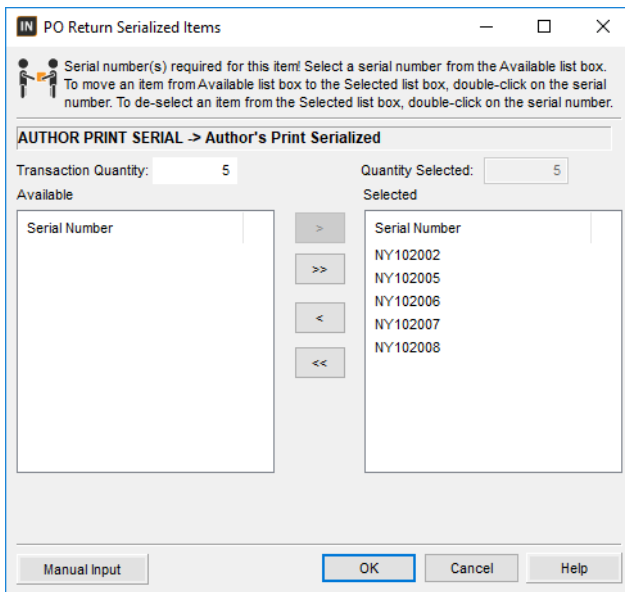 IN PO Return Serialized Items
Serial number(s) required for this item! Select a serial number from the Available list box.
To move an item from Available list box to the Selected list box, double-click on the serial
number. To de-select an item from the Selected list box, double-click on the serial number.
AUTHOR PRINT SERIAL -> Author's Print Serialized
Transaction Quantity: 5 Quantity Selected: 5
Available Selected
Serial Number > Serial Number
NY102002
>> NY102005
NY102006
< NY102007
NY102008
<<
Manual Input OK Cancel Help